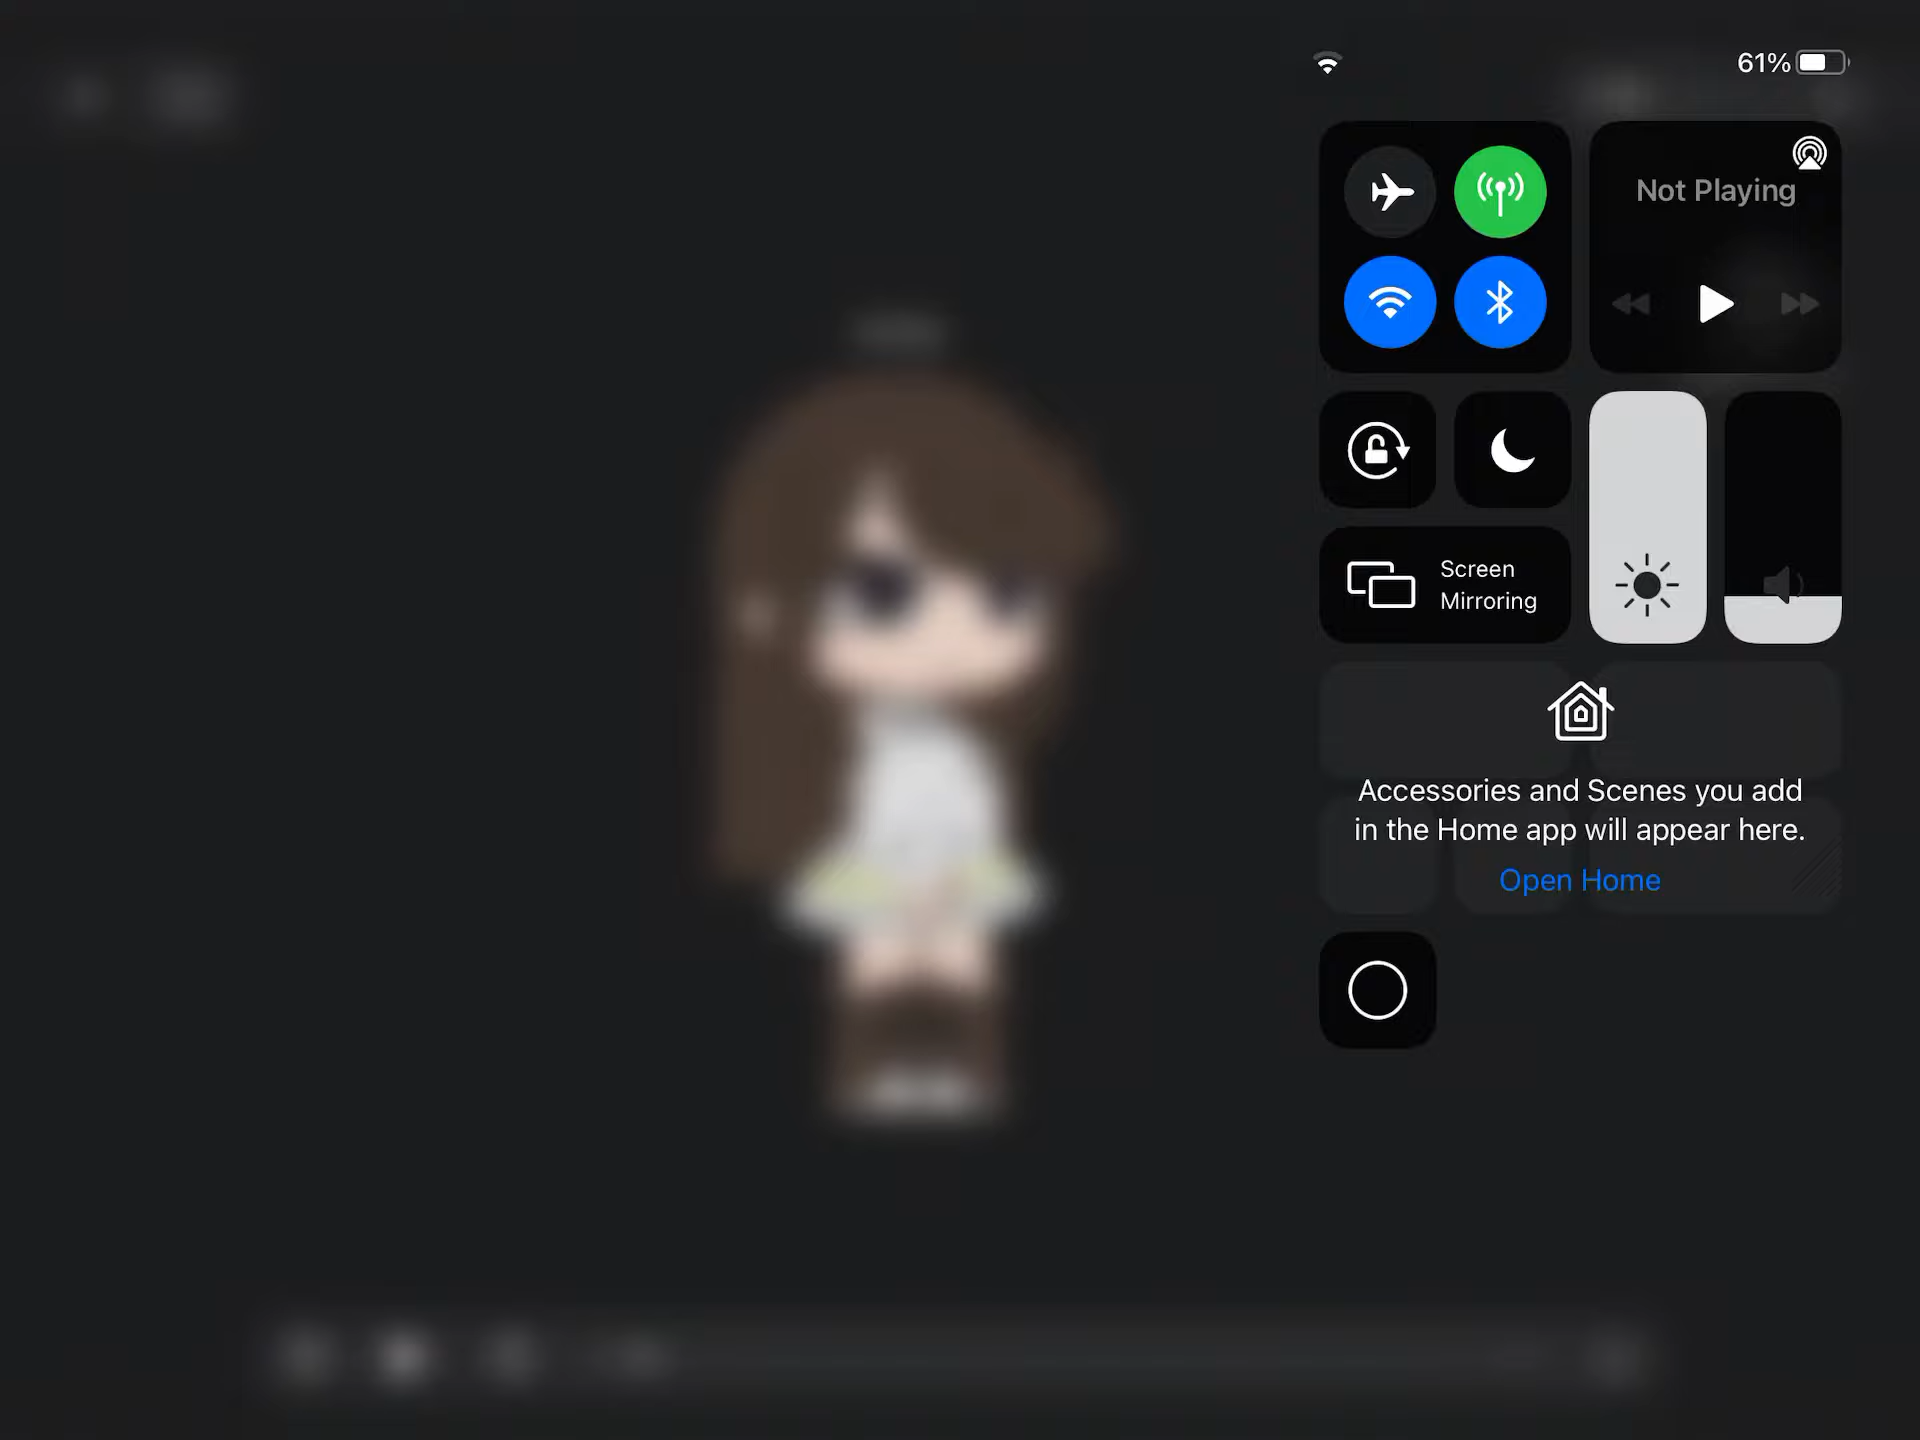 61%
Not Playing
Screen
Mirroring
Accessories and Scenes you add
in the Home app will appear here.
Open Home